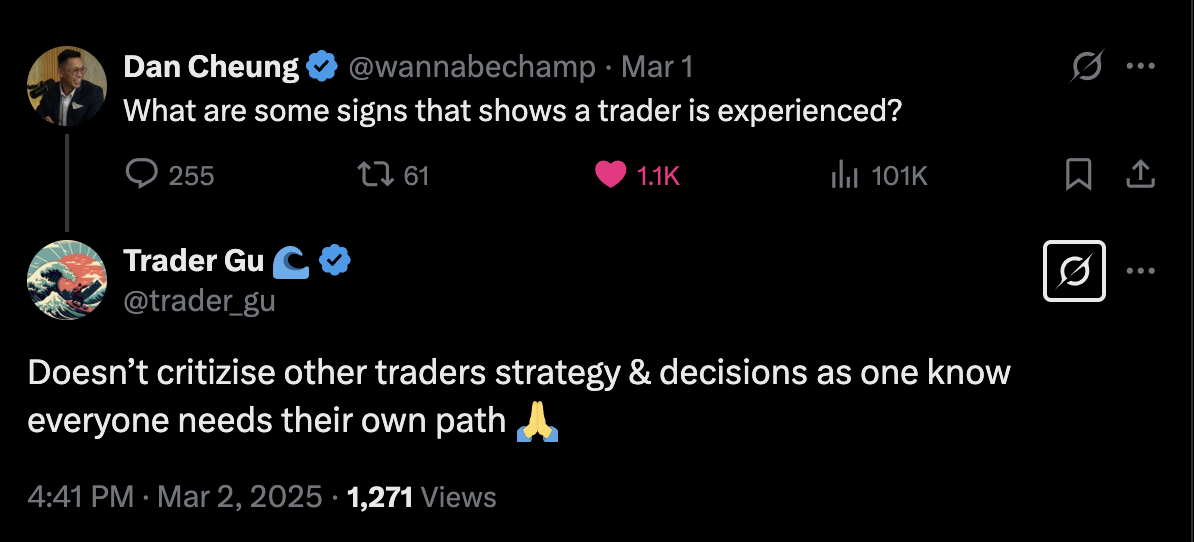 Dan Cheung @wannabechamp · Mar 1
What are some signs that shows a trader is experienced?
255 61 1.1K 101K
Trader Gu 🌊
@trader_gu
Doesn’t critizise other traders strategy & decisions as one know
everyone needs their own path 🙏
4:41 PM · Mar 2, 2025 · 1,271 Views